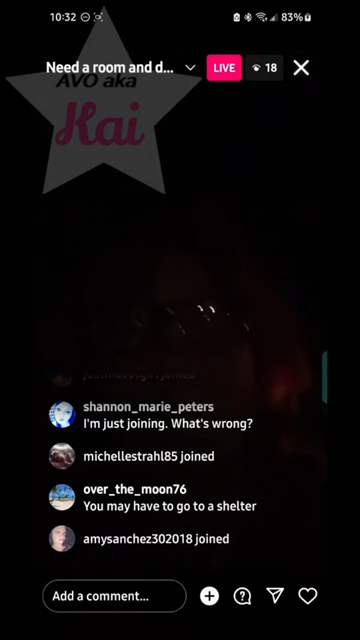 10:32
83%
Need a room and d...
LIVE
18
AVO aka
Kai
joined
shannon_marie_peters
I'm just joining. What's wrong?
michellestrahl85 joined
over_the_moon76
You may have to go to a shelter
amysanchez302018 joined
Add a comment...